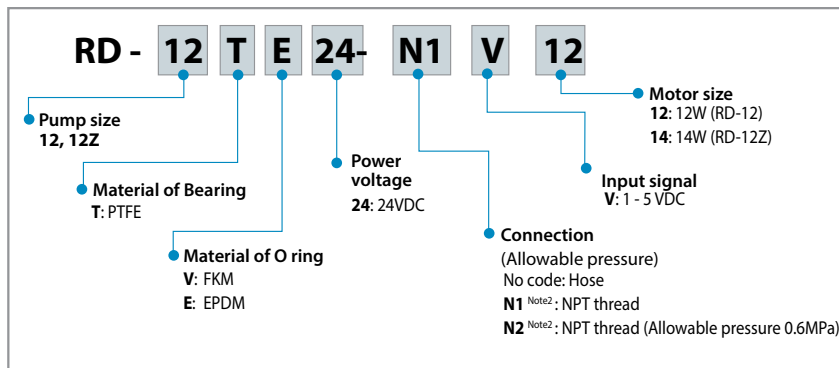 RD - 12 T E 24- N1 V 12
Pump size
12, 12Z
Material of Bearing
T: PTFE
Material of O ring
V: FKM
E: EPDM
Power
voltage
24: 24VDC
Connection
(Allowable pressure)
No code: Hose
N1 Note2 : NPT thread
N2 Note2 : NPT thread (Allowable pressure 0.6MPa)
Input signal
V: 1 - 5 VDC
Motor size
12: 12W (RD-12)
14: 14W (RD-12Z)